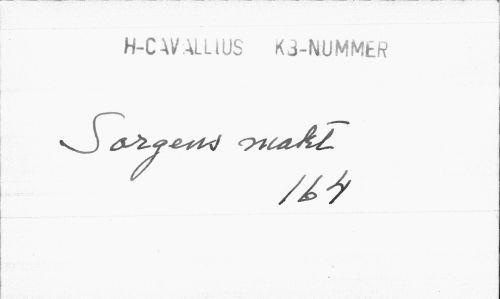 H-CAVALLIUS KB-NUMMER
Sorgens makt
164